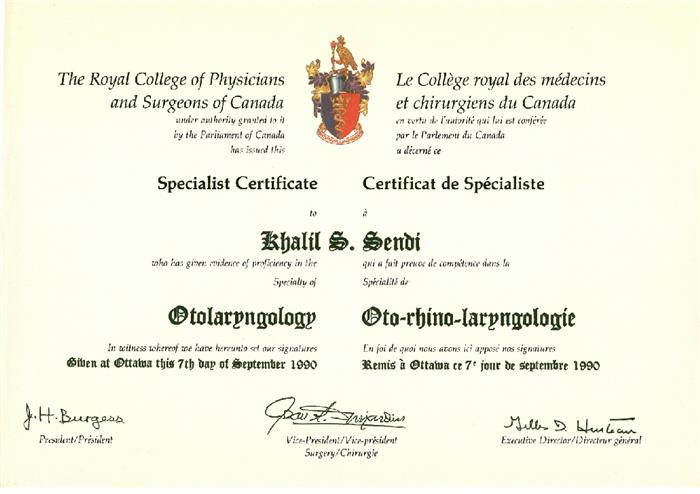 The Royal College of Physicians
and Surgeons of Canada
under authority granted to it
by the Parliament of Canada
has issued this
Le Collège royal des médecins
et chirurgiens du Canada
en vertu de l'autorité qui lui est conférée
par le Parlement du Canada
a décerné ce
Specialist Certificate
Certificat de Spécialiste
to
à
Khalil S. Sendi
who has given evidence of proficiency in the
Specialty of
qui a fait preuve de compétence dans la
Spécialité de
Otolaryngology
Oto-rhino-laryngologie
In witness whereof we have hereunto set our signatures
Given at Ottawa this 7th day of September 1990
En foi de quoi nous avons ici apposé nos signatures
Remis à Ottawa ce 7e jour de septembre 1990
J.H. Burgess
President/Président
Vice-President/Vice-président
Surgery/Chirurgie
Gilles D. Hurteau
Executive Director/Directeur général